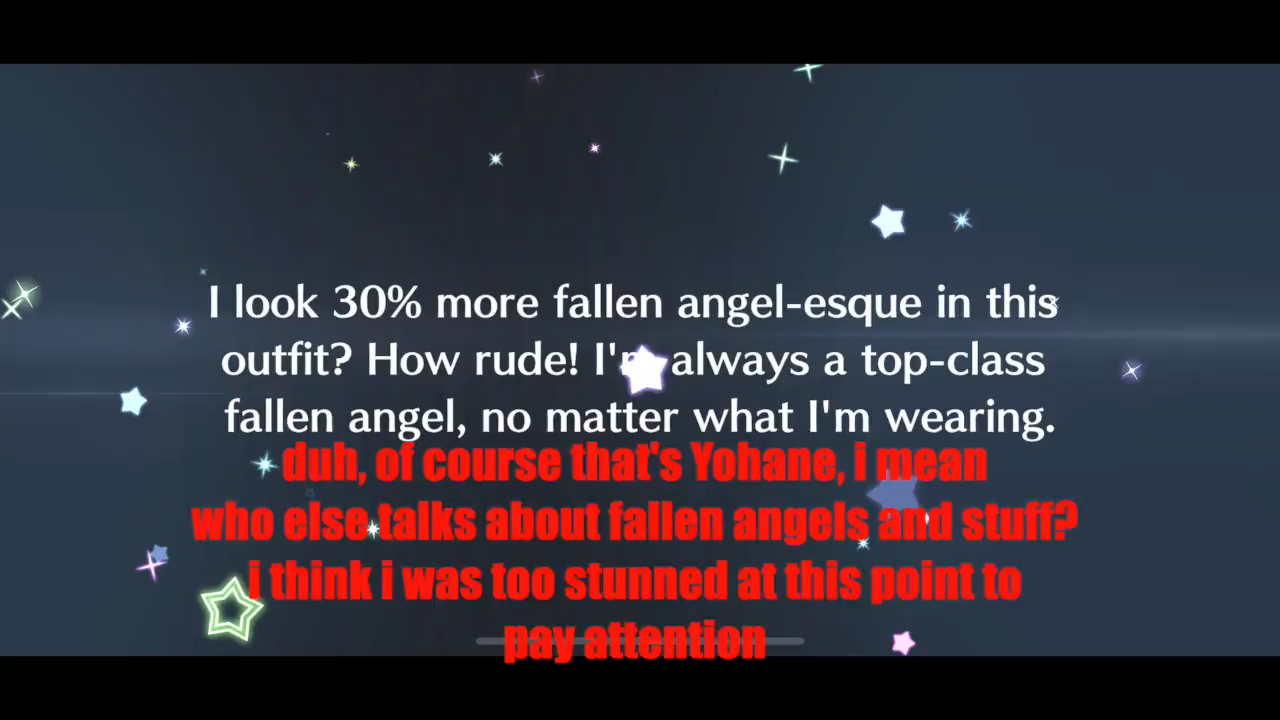 I look 30% more fallen angel-esque in this
outfit? How rude! I'm always a top-class
fallen angel, no matter what I'm wearing.
duh, of course that's Yohane, i mean
who else talks about fallen angels and stuff?
i think i was too stunned at this point to
pay attention